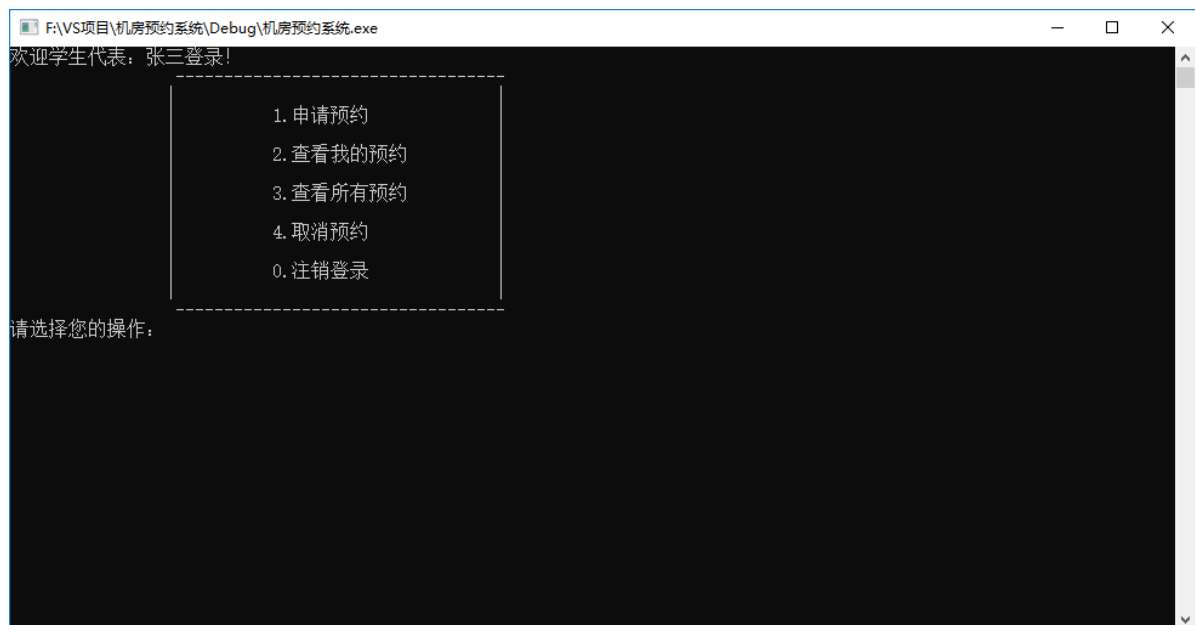 F:\VS项目\机房预约系统\Debug\机房预约系统.exe
欢迎学生代表：张三登录！
---------------------------------
1.申请预约
2.查看我的预约
3.查看所有预约
4.取消预约
0.注销登录
---------------------------------
请选择您的操作：